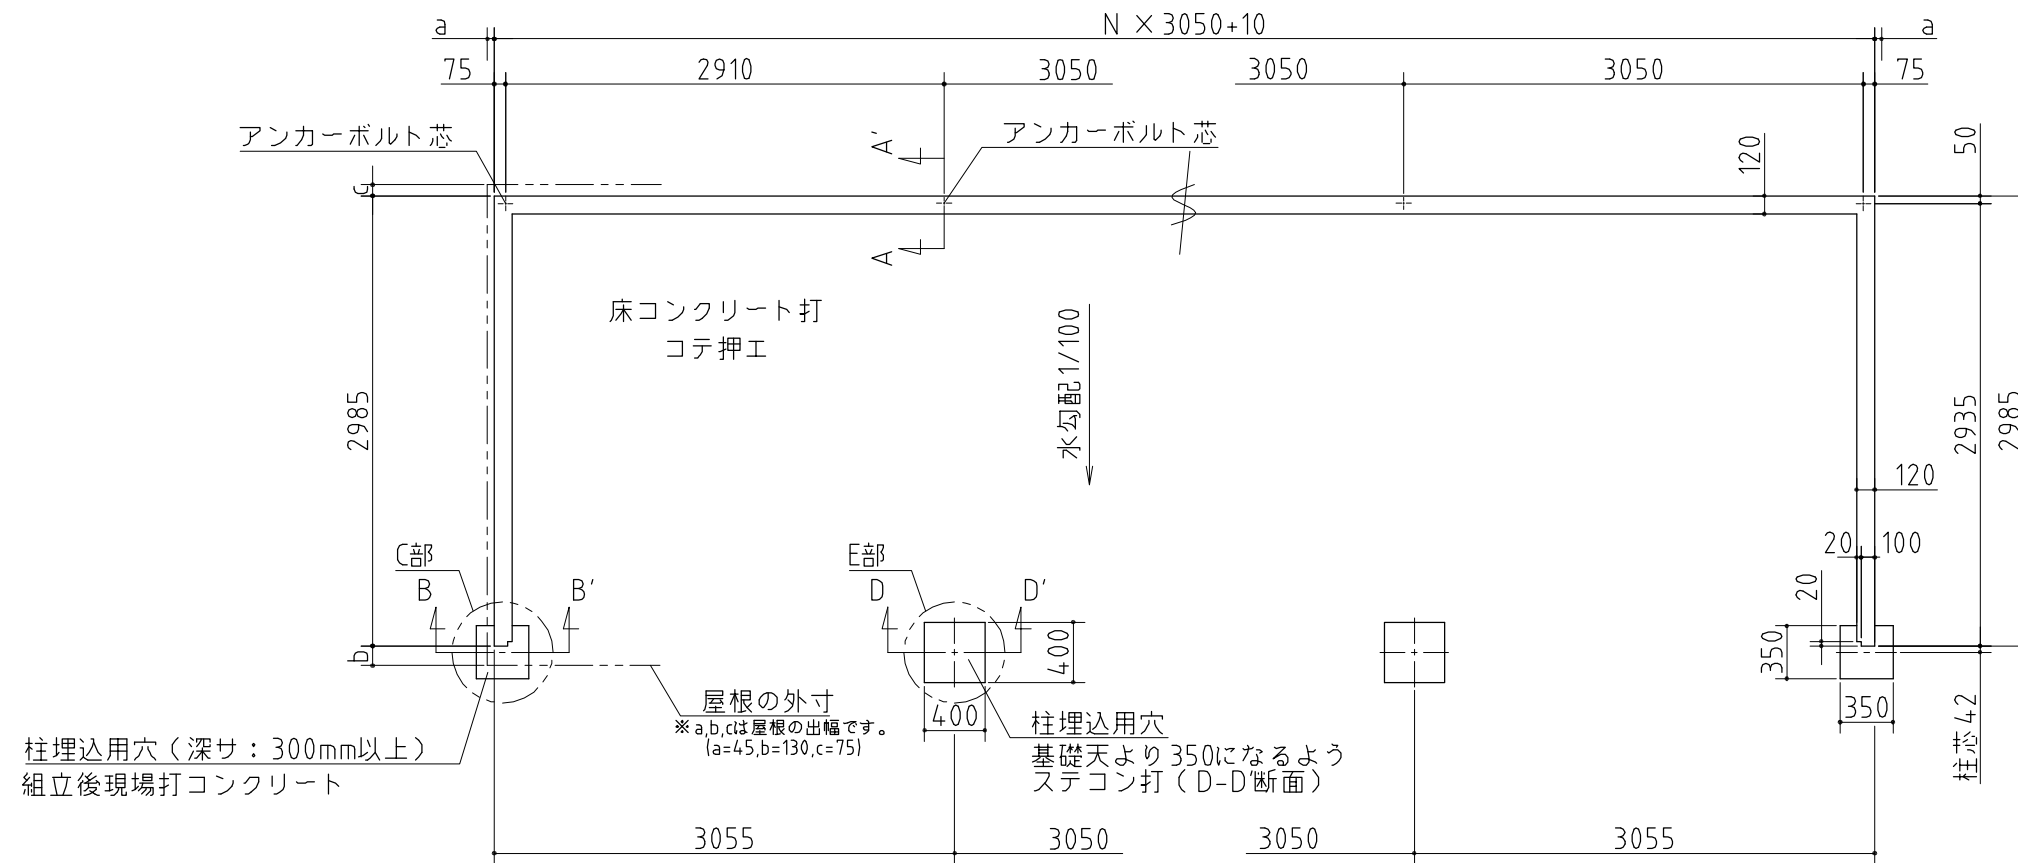 a
N × 3050+10
a
75
2910
3050
3050
3050
75
アンカーボルト芯
A'
アンカーボルト芯
120
50
c
A
床コンクリート打
コテ押エ
水勾配1/100
2985
2935
2985
120
20
100
20
C部
B
B'
E部
D
D'
400
350
b
400
350
屋根の外寸
※a,b,cは屋根の出幅です。
(a=45,b=130,c=75)
柱埋込用穴
基礎天より350になるよう
ステコン打(D-D'断面)
柱埋込用穴(深サ:300mm以上)
組立後現場打コンクリート
42
3055
3050
3050
3055